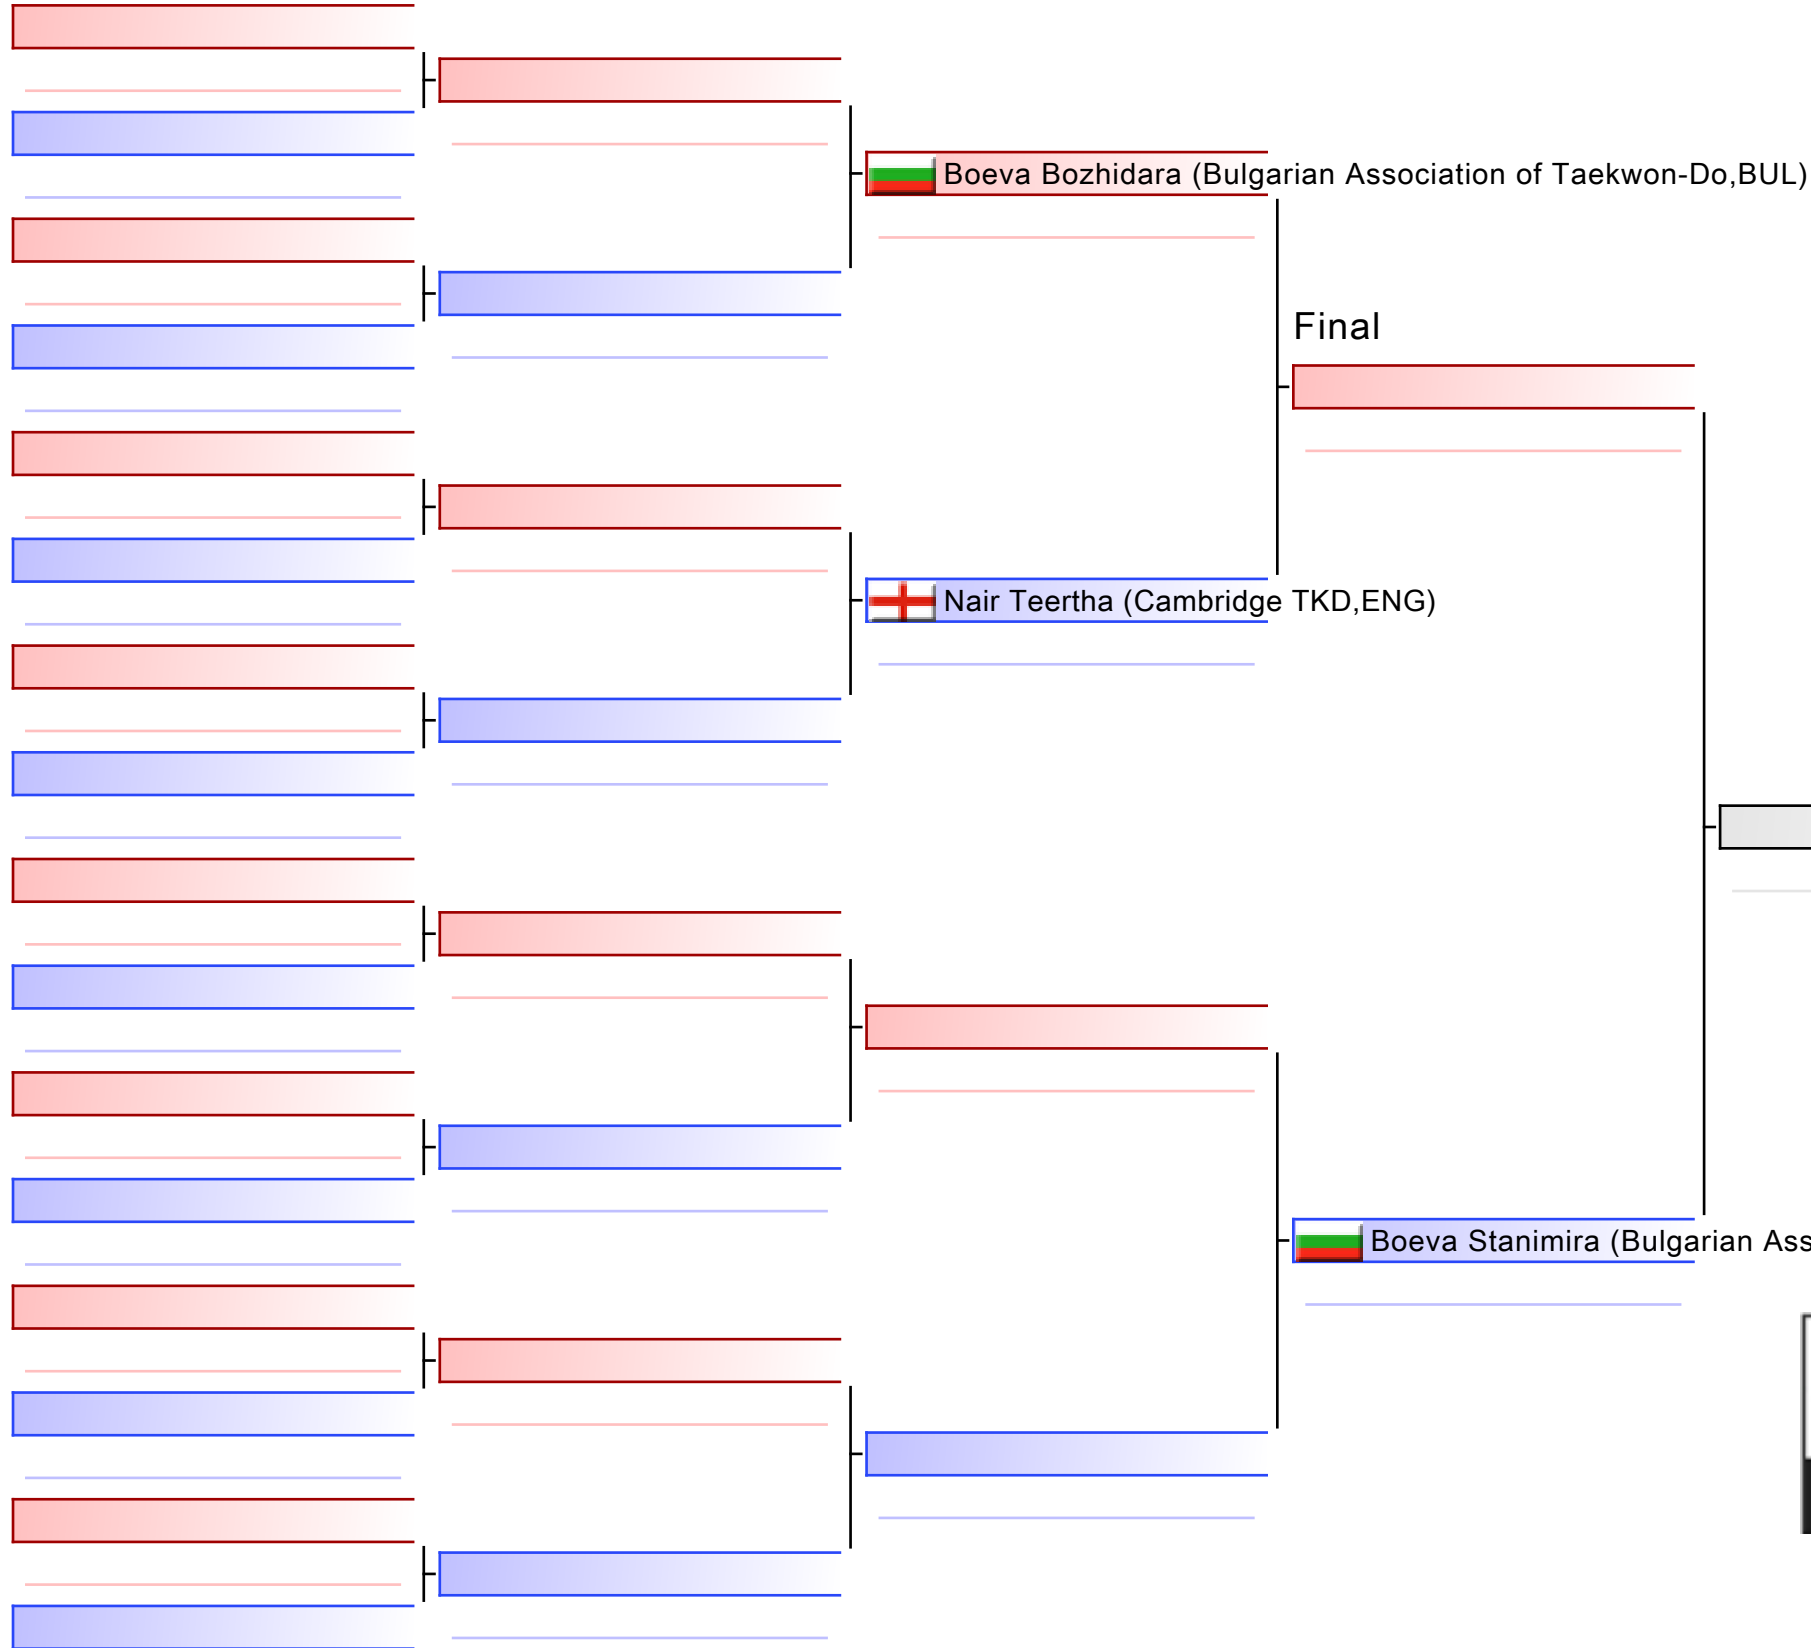 Boeva Bozhidara (Bulgarian Association of Taekwon-Do,BUL)
Final
Nair Teertha (Cambridge TKD,ENG)
Boeva Stanimira (Bulgarian Ass